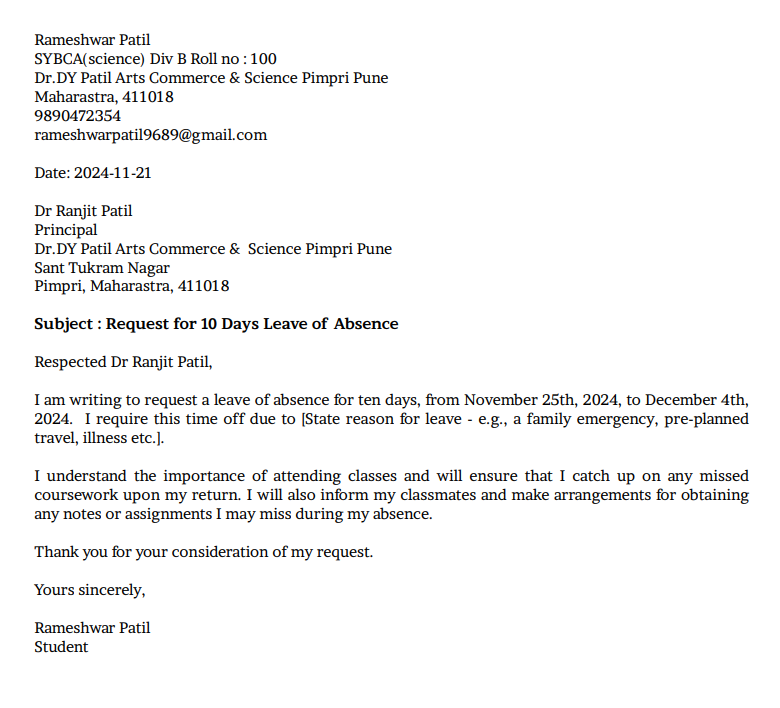 Rameshwar Patil
SYBCA(science) Div B Roll no : 100
Dr.DY Patil Arts Commerce & Science Pimpri Pune
Maharastra, 411018
9890472354
rameshwarpatil9689@gmail.com
Date: 2024-11-21
Dr Ranjit Patil
Principal
Dr.DY Patil Arts Commerce & Science Pimpri Pune
Sant Tukram Nagar
Pimpri, Maharastra, 411018
Subject : Request for 10 Days Leave of Absence
Respected Dr Ranjit Patil,
I am writing to request a leave of absence for ten days, from November 25th, 2024, to December 4th,
2024. I require this time off due to [State reason for leave - e.g., a family emergency, pre-planned
travel, illness etc.].
I understand the importance of attending classes and will ensure that I catch up on any missed
coursework upon my return. I will also inform my classmates and make arrangements for obtaining
any notes or assignments I may miss during my absence.
Thank you for your consideration of my request.
Yours sincerely,
Rameshwar Patil
Student